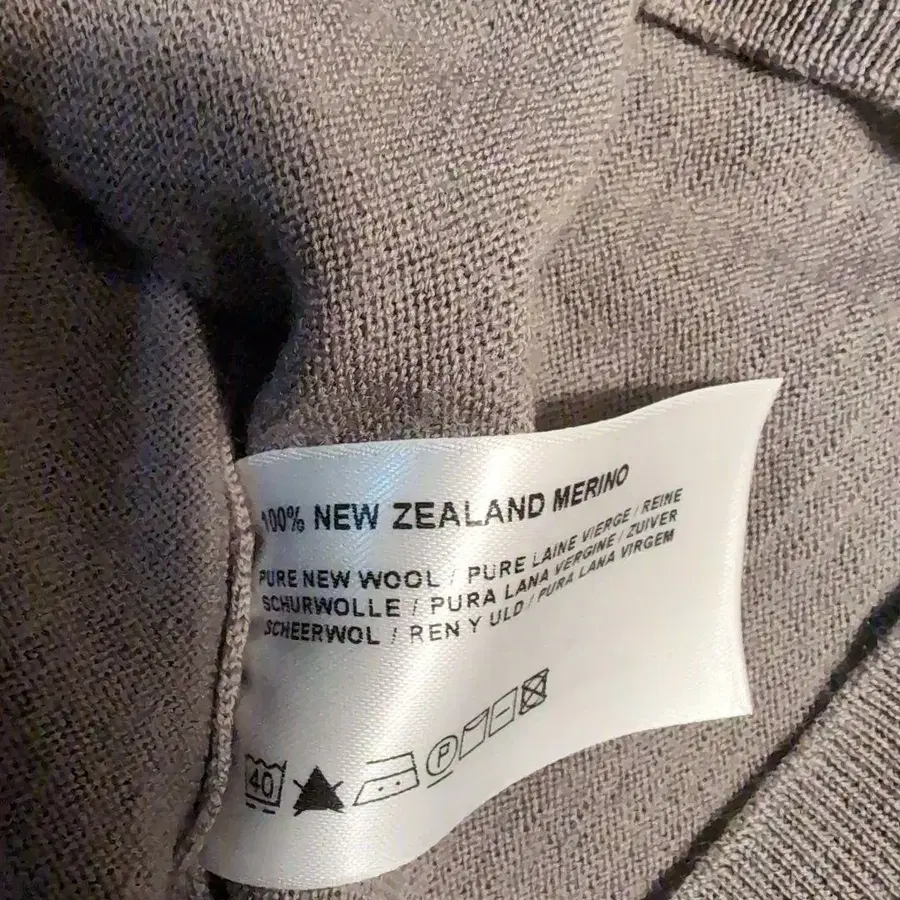 100% NEW ZEALAND MERINO
PURE NEW WOOL / PURE LAINE VIERGE / REINE
SCHURWOLLE / PURA LANA VERGINE / ZUIVER
SCHEERWOL / REN Y ULD / PURA LANA VIRGEM
40 P